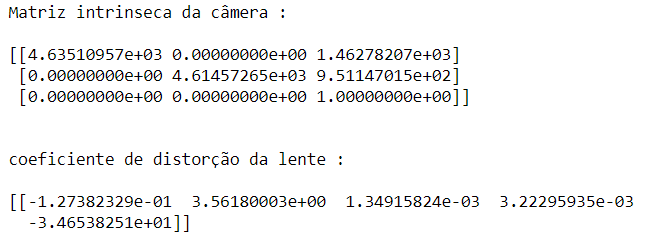 Matriz intrinseca da câmera :
[[4.63510957e+03 0.00000000e+00 1.46278207e+03]
[0.00000000e+00 4.61457265e+03 9.51147015e+02]
[0.00000000e+00 0.00000000e+00 1.00000000e+00]]
coeficiente de distorção da lente :
[[-1.27382329e-01 3.56180003e+00 1.34915824e-03 3.22295935e-03
-3.46538251e+01]]